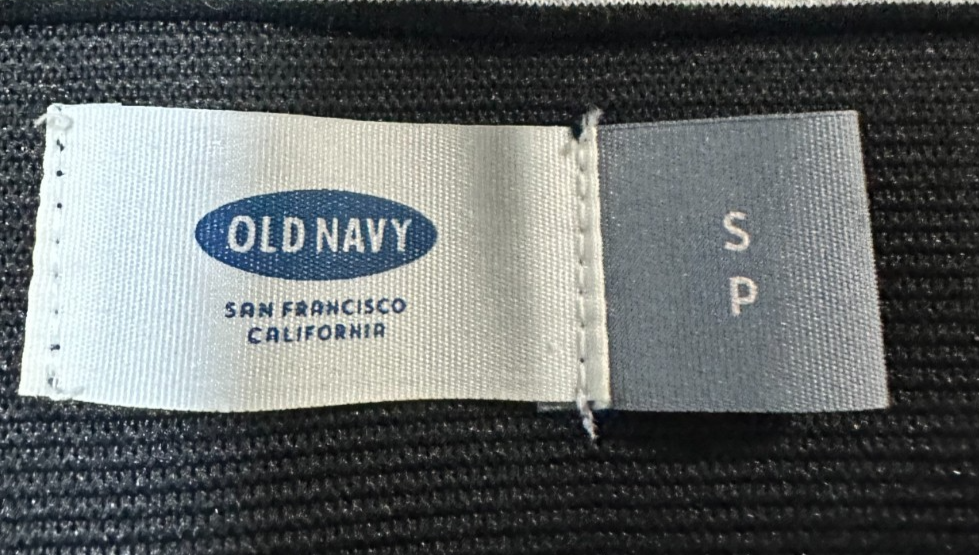 OLD NAVY
SAN FRANCISCO
CALIFORNIA
S
P